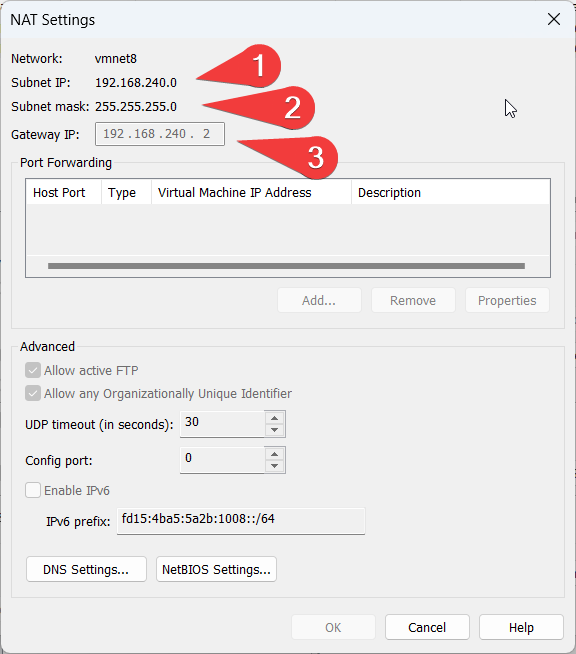 NAT Settings
Network: vmnet8
Subnet IP: 192.168.240.0
1
Subnet mask: 255.255.255.0
2
Gateway IP: 192 . 168 . 240 . 2
3
Port Forwarding
Host Port Type Virtual Machine IP Address Description
Add... Remove Properties
Advanced
Allow active FTP
Allow any Organizationally Unique Identifier
UDP timeout (in seconds): 30
Config port: 0
Enable IPv6
IPv6 prefix: fd15:4ba5:5a2b:1008::/64
DNS Settings... NetBIOS Settings...
OK Cancel Help